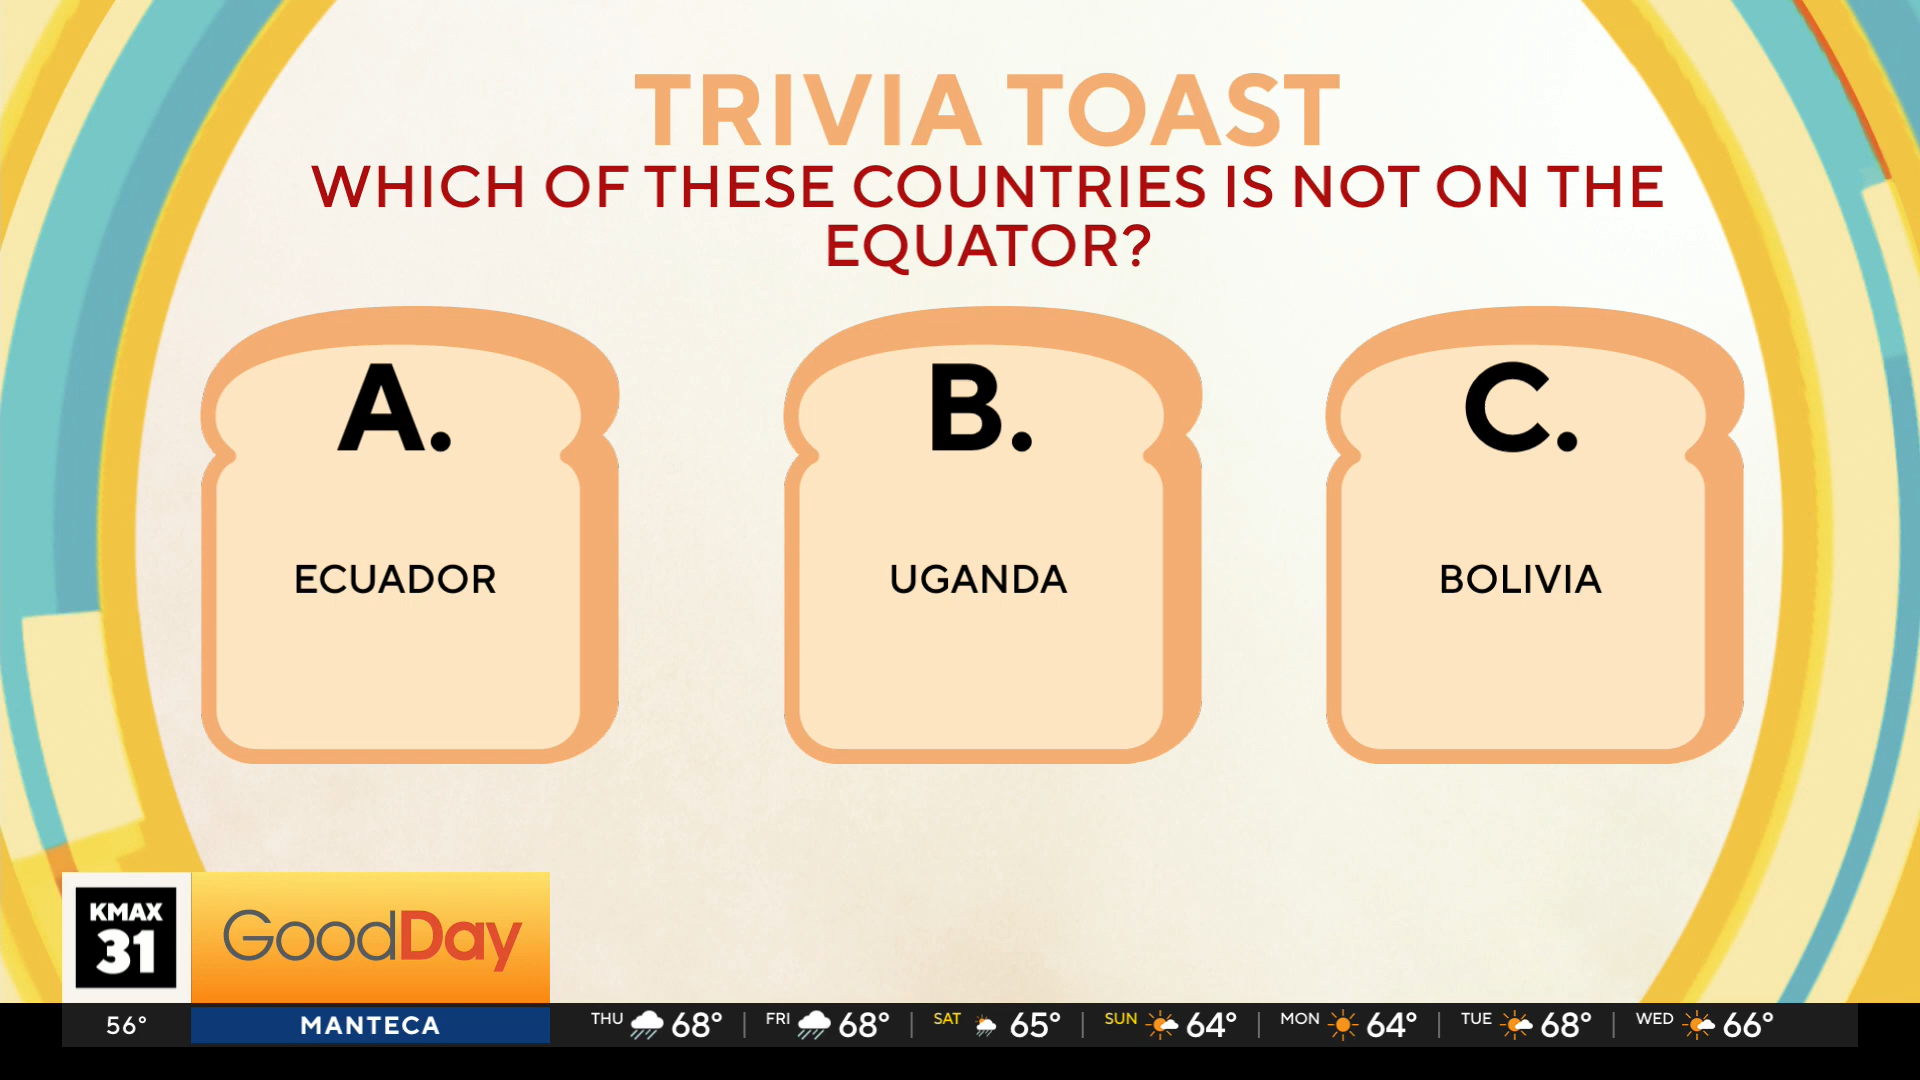 TRIVIA TOAST
WHICH OF THESE COUNTRIES IS NOT ON THE
EQUATOR?
A.
ECUADOR
B.
UGANDA
C.
BOLIVIA
KMAX
31
GoodDay
56° MANTECA THU 68° FRI 68° SAT 65° SUN 64° MON 64° TUE 68° WED 66°